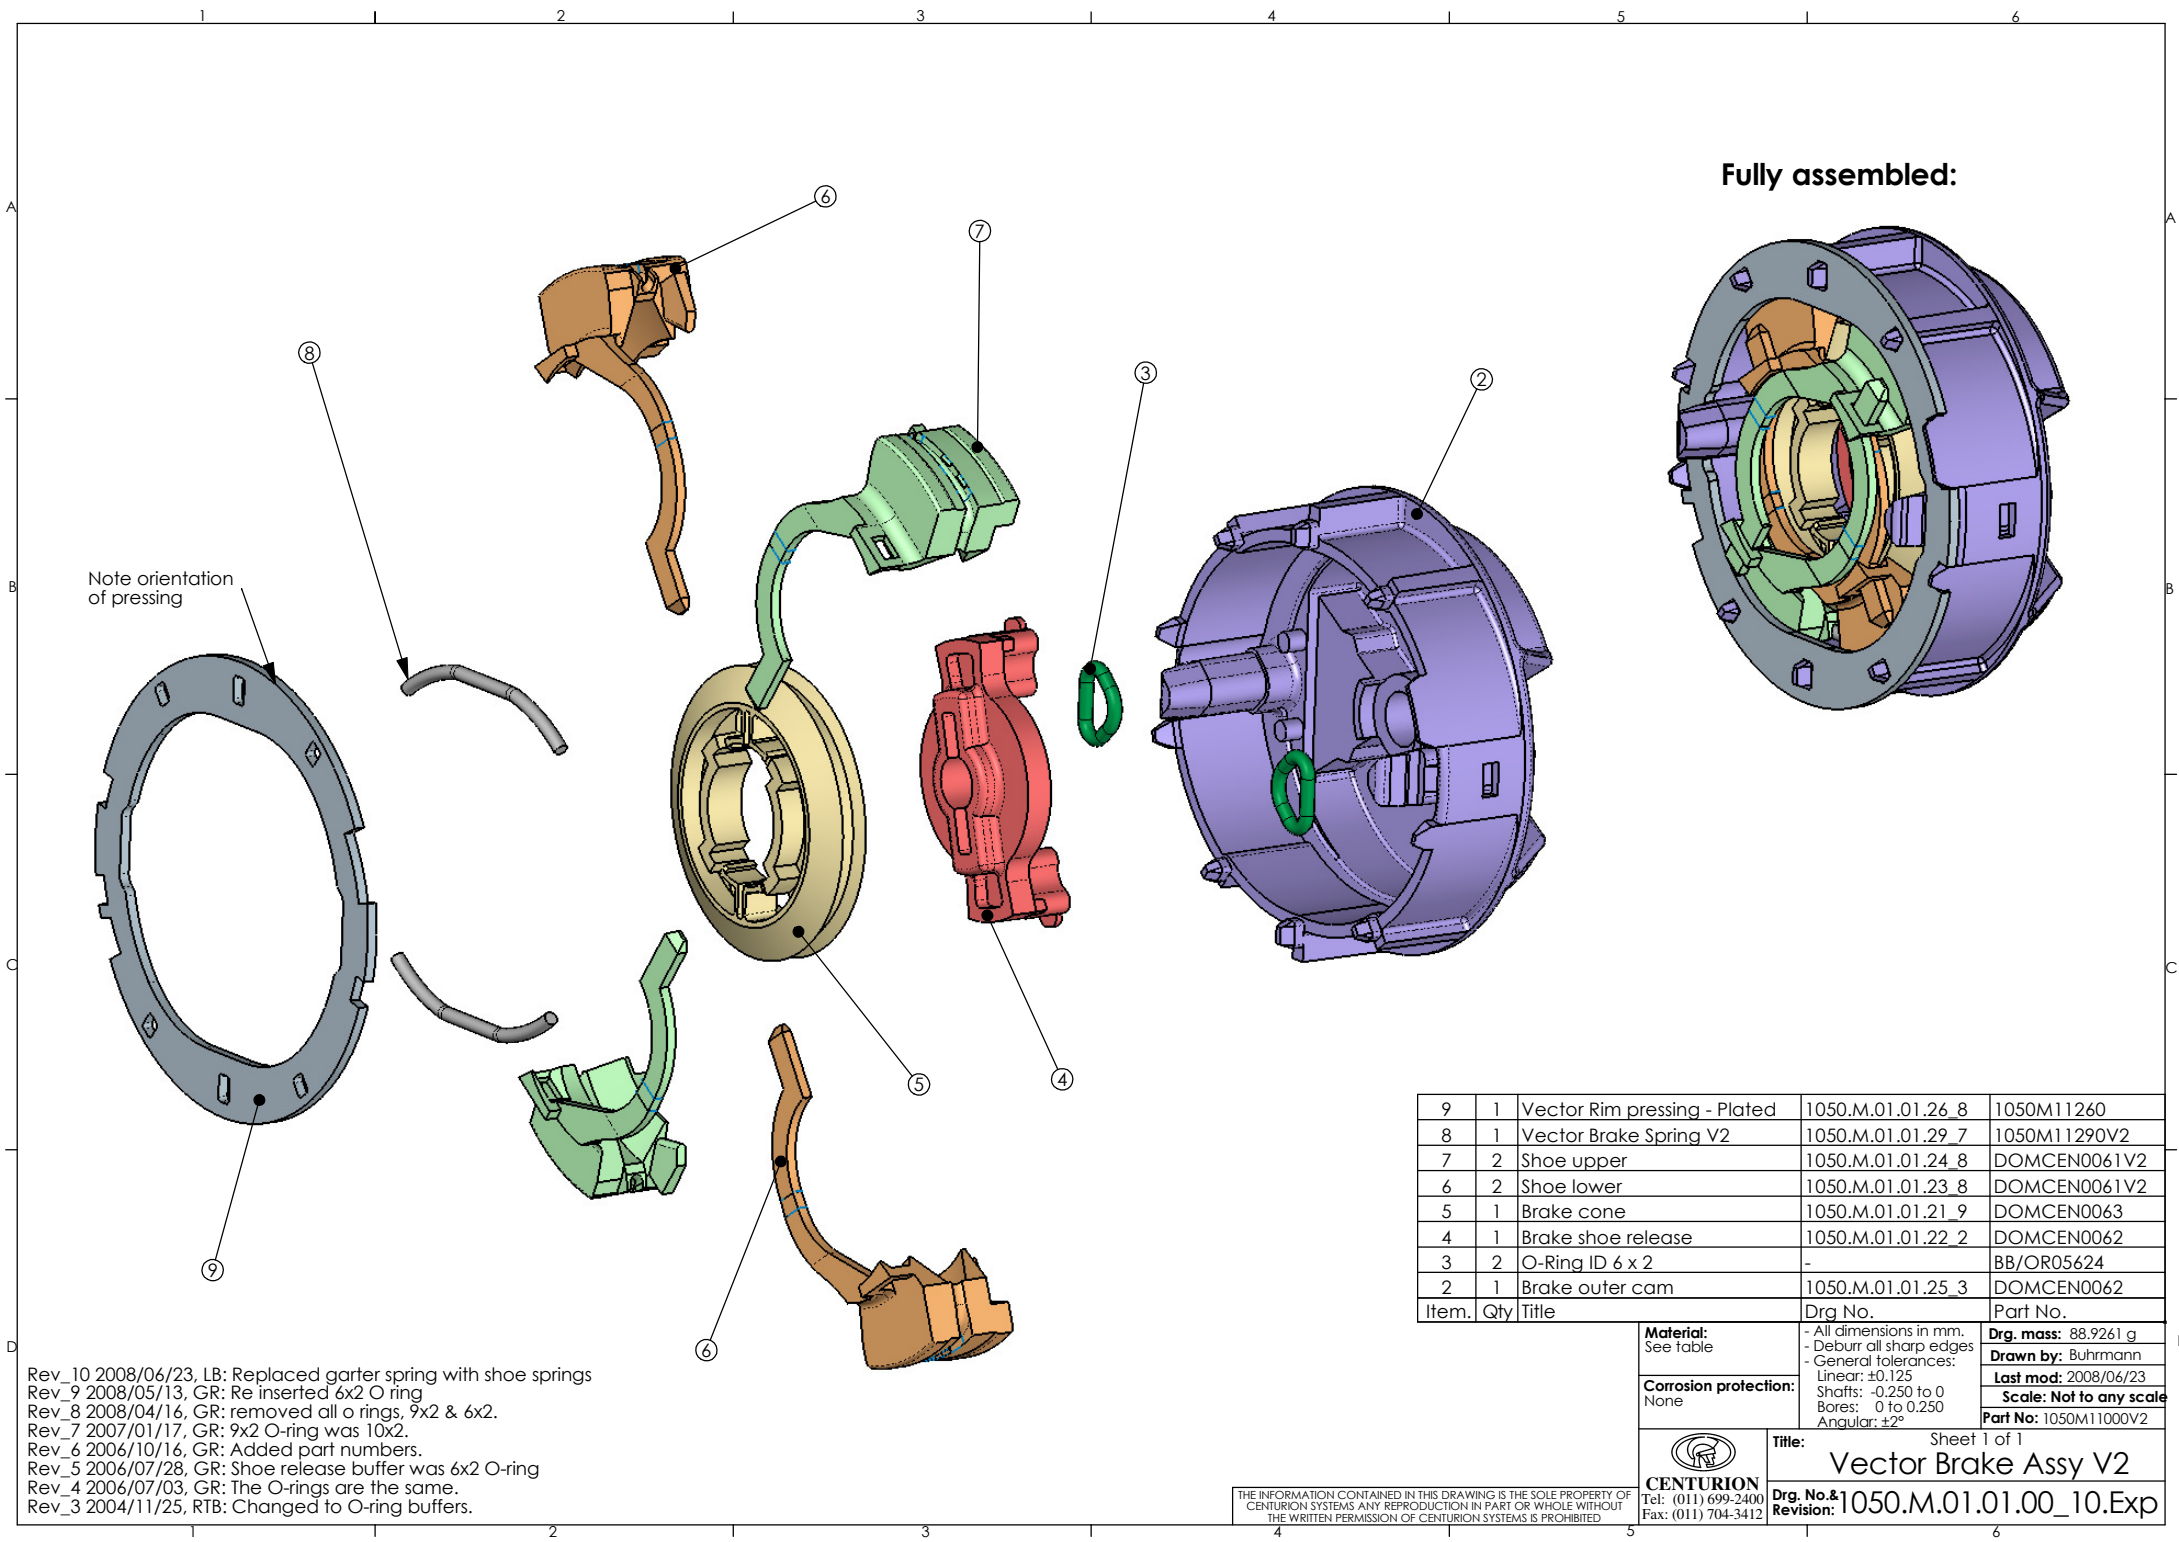 1 2 3 4 5 6
A
B
C
D
A
B
C
Fully assembled:
6
7
8
3
2
Note orientation
of pressing
5
4
9
6
9 1 Vector Rim pressing - Plated 1050.M.01.01.26_8 1050M11260
8 1 Vector Brake Spring V2 1050.M.01.01.29_7 1050M11290V2
7 2 Shoe upper 1050.M.01.01.24_8 DOMCEN0061V2
6 2 Shoe lower 1050.M.01.01.23_8 DOMCEN0061V2
5 1 Brake cone 1050.M.01.01.21_9 DOMCEN0063
4 1 Brake shoe release 1050.M.01.01.22_2 DOMCEN0062
3 2 O-Ring ID 6 x 2 - BB/OR05624
2 1 Brake outer cam 1050.M.01.01.25_3 DOMCEN0062
Item. Qty Title Drg No. Part No.
Material:
See table
Corrosion protection:
None
- All dimensions in mm.
- Deburr all sharp edges
- General tolerances:
Linear: ±0.125
Shafts: -0.250 to 0
Bores: 0 to 0.250
Angular: ±2°
Drg. mass: 88.9261 g
Drawn by: Buhrmann
Last mod: 2008/06/23
Scale: Not to any scale
Part No: 1050M11000V2
CENTURION
Tel: (011) 699-2400
Fax: (011) 704-3412
Title: Sheet 1 of 1
Vector Brake Assy V2
Drg. No.& Revision: 1050.M.01.01.00_10.Exp
Rev_10 2008/06/23, LB: Replaced garter spring with shoe springs
Rev_9 2008/05/13, GR: Re inserted 6x2 O ring
Rev_8 2008/04/16, GR: removed all o rings, 9x2 & 6x2.
Rev_7 2007/01/17, GR: 9x2 O-ring was 10x2.
Rev_6 2006/10/16, GR: Added part numbers.
Rev_5 2006/07/28, GR: Shoe release buffer was 6x2 O-ring
Rev_4 2006/07/03, GR: The O-rings are the same.
Rev_3 2004/11/25, RTB: Changed to O-ring buffers.
THE INFORMATION CONTAINED IN THIS DRAWING IS THE SOLE PROPERTY OF
CENTURION SYSTEMS ANY REPRODUCTION IN PART OR WHOLE WITHOUT
THE WRITTEN PERMISSION OF CENTURION SYSTEMS IS PROHIBITED
1 2 3 4 5 6